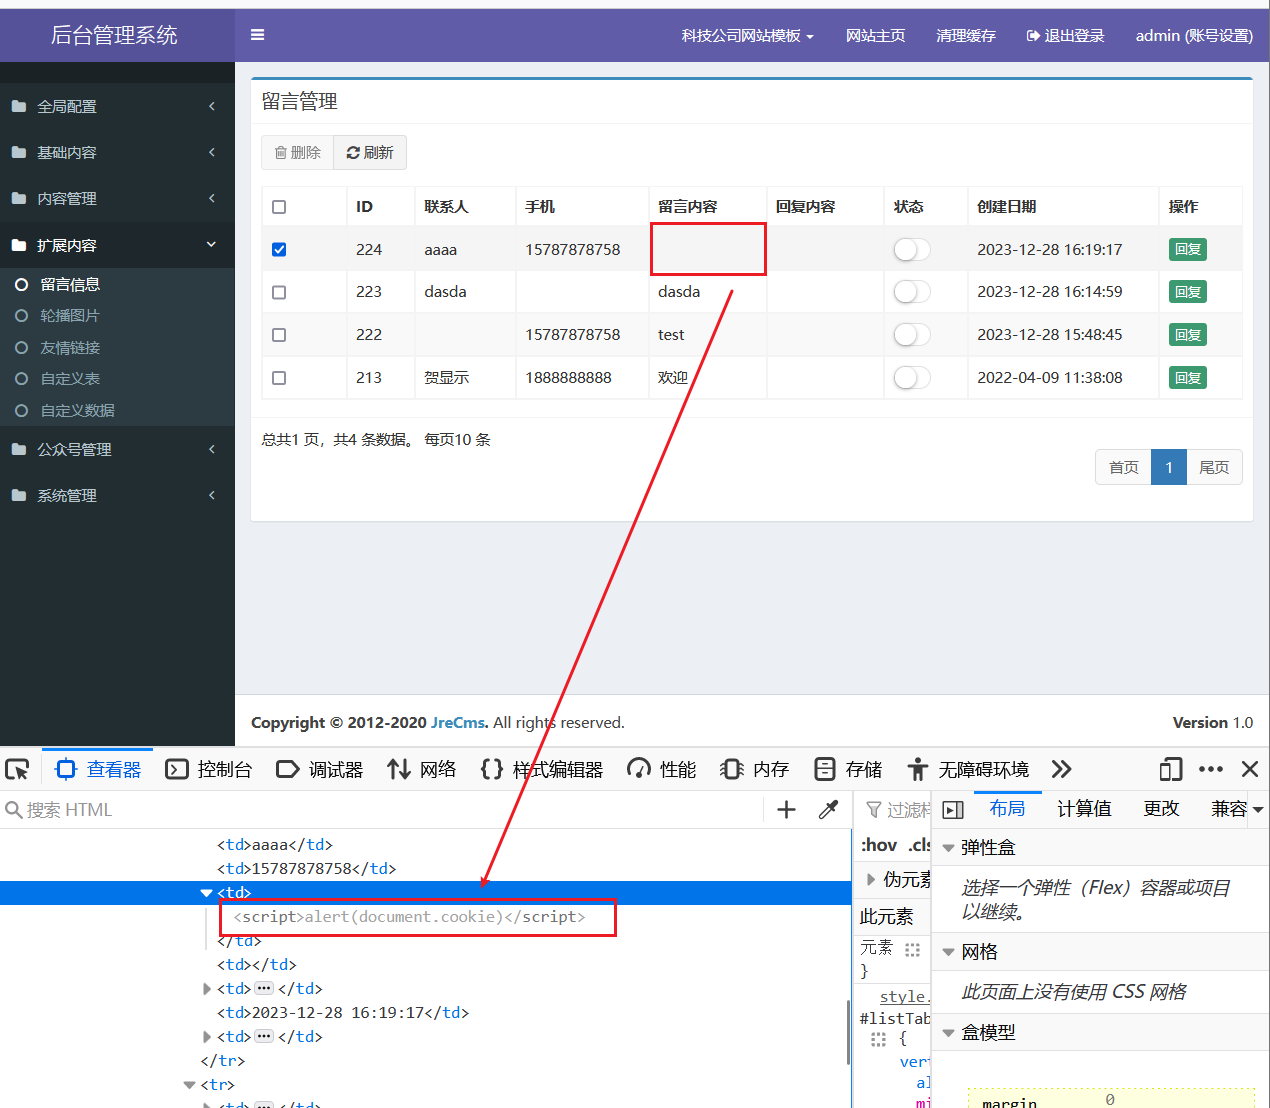 后台管理系统
科技公司网站模板 网站主页 清理缓存 退出登录 admin (账号设置)
全局配置
基础内容
内容管理
扩展内容
留言信息
轮播图片
友情链接
自定义表
自定义数据
公众号管理
系统管理
留言管理
删除 刷新
ID 联系人 手机 留言内容 回复内容 状态 创建日期 操作
224 aaaa 15787878758 2023-12-28 16:19:17 回复
223 dasda dasda 2023-12-28 16:14:59 回复
222 15787878758 test 2023-12-28 15:48:45 回复
213 贺显示 1888888888 欢迎 2022-04-09 11:38:08 回复
总共1 页，共4 条数据。 每页10 条
首页 1 尾页
Copyright © 2012-2020 JreCms. All rights reserved. Version 1.0
查看器 控制台 调试器 网络 样式编辑器 性能 内存 存储 无障碍环境
搜索 HTML
<td>aaaa</td>
<td>15787878758</td>
<td>
<script>alert(document.cookie)</script>
</td>
<td></td>
<td>···</td>
<td>2023-12-28 16:19:17</td>
<td>···</td>
</tr>
<tr>
<td>···</td>
过滤样
:hov .cls
伪元素
此元素
元素
}
style.
#listTab
{
vert
al
mi
布局 计算值 更改 兼容
弹性盒
选择一个弹性（Flex）容器或项目
以继续。
网格
此页面上没有使用 CSS 网格
盒模型
margin 0